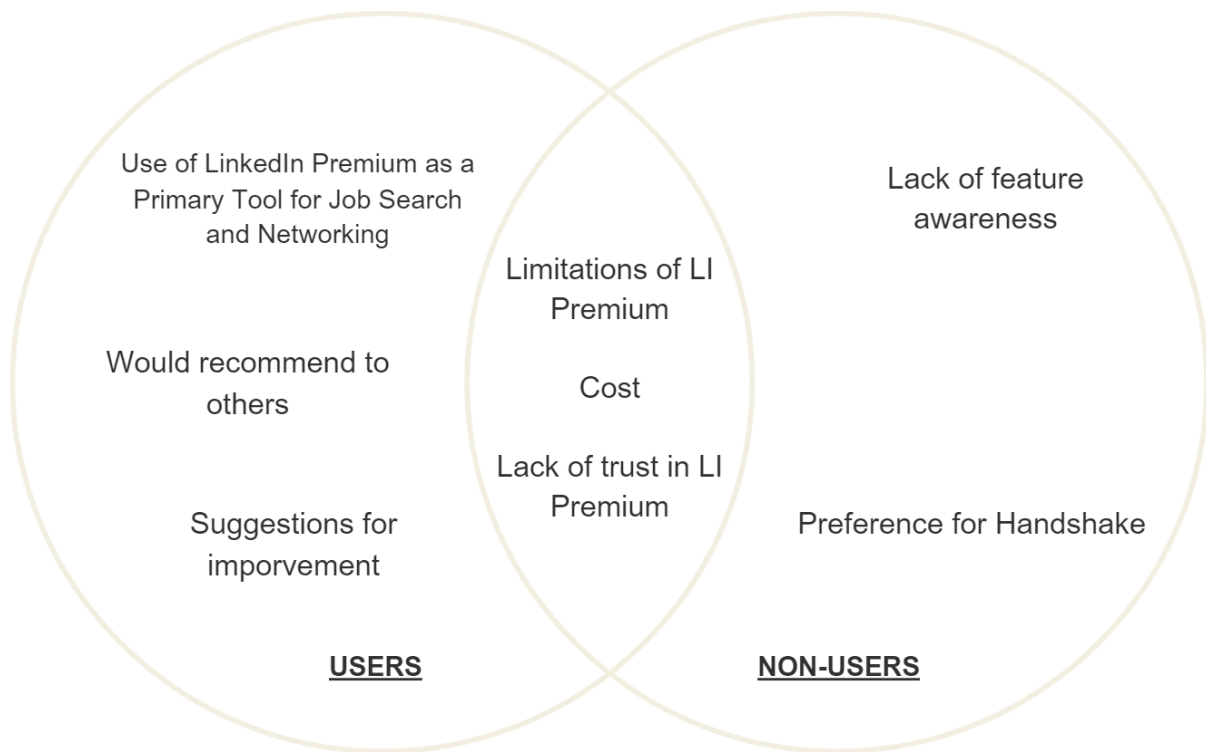 Use of LinkedIn Premium as a
Primary Tool for Job Search
and Networking
Would recommend to
others
Suggestions for
imporvement
USERS
Limitations of LI
Premium
Cost
Lack of trust in LI
Premium
Lack of feature
awareness
Preference for Handshake
NON-USERS